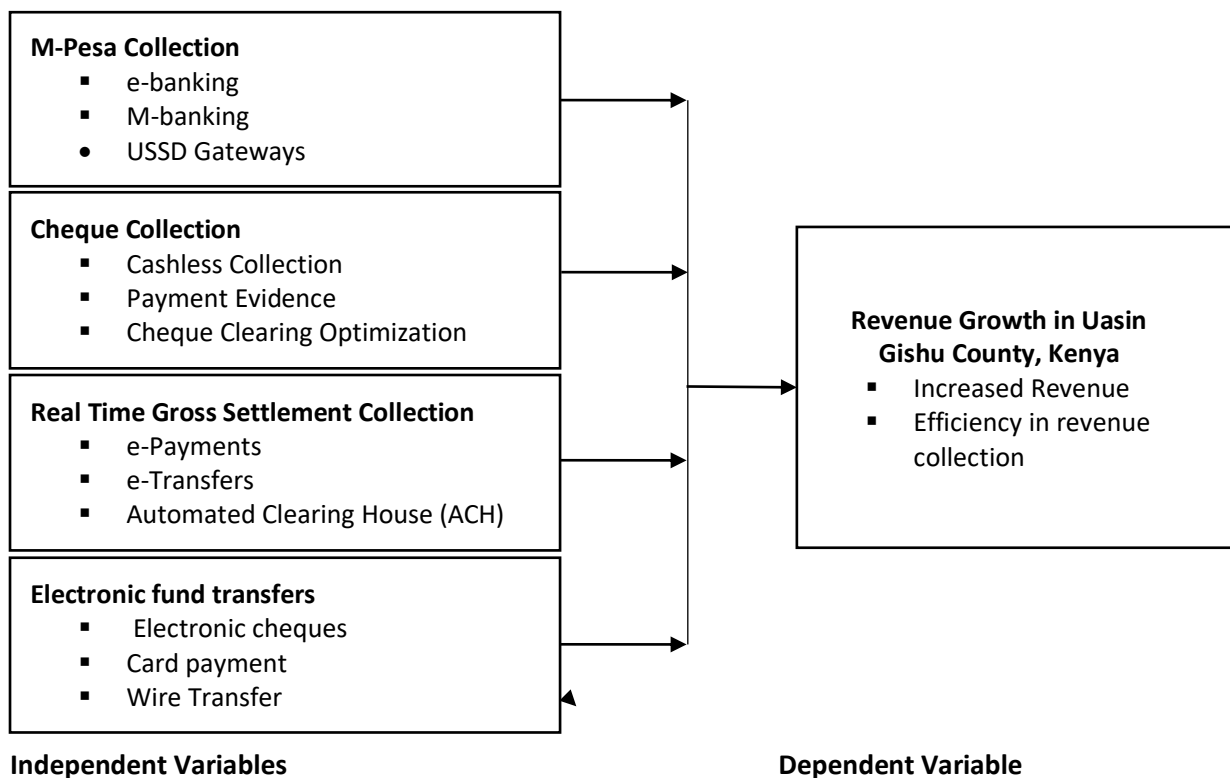 M-Pesa Collection
▪ e-banking
▪ M-banking
● USSD Gateways
Cheque Collection
▪ Cashless Collection
▪ Payment Evidence
▪ Cheque Clearing Optimization
Real Time Gross Settlement Collection
▪ e-Payments
▪ e-Transfers
▪ Automated Clearing House (ACH)
Electronic fund transfers
▪ Electronic cheques
▪ Card payment
▪ Wire Transfer
Revenue Growth in Uasin
Gishu County, Kenya
▪ Increased Revenue
▪ Efficiency in revenue
collection
Independent Variables
Dependent Variable